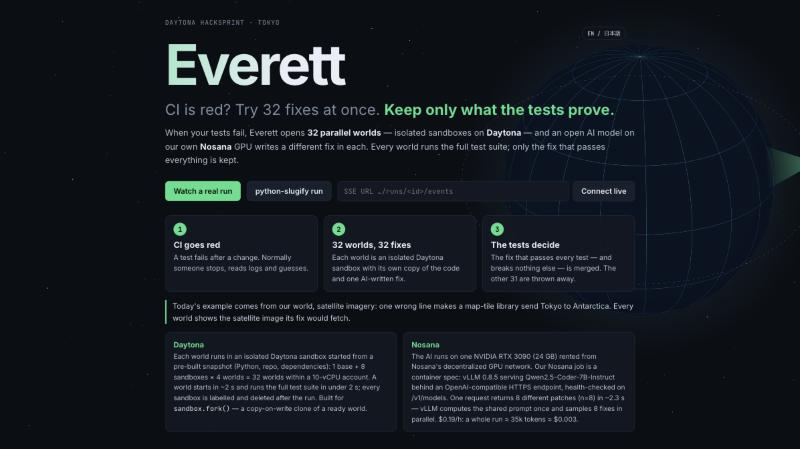 DAYTONA HACKSPRINT · TOKYO
EN / 日本語
Everett
CI is red? Try 32 fixes at once. Keep only what the tests prove.
When your tests fail, Everett opens 32 parallel worlds — isolated sandboxes on Daytona — and an open AI model on
our own Nosana GPU writes a different fix in each. Every world runs the full test suite; only the fix that passes
everything is kept.
Watch a real run
python-slugify run
SSE URL …/runs/<id>/events
Connect live
1
CI goes red
A test fails after a change. Normally
someone stops, reads logs and guesses.
2
32 worlds, 32 fixes
Each world is an isolated Daytona
sandbox with its own copy of the code
and one AI-written fix.
3
The tests decide
The fix that passes every test — and
breaks nothing else — is merged. The
other 31 are thrown away.
Today's example comes from our world, satellite imagery: one wrong line makes a map-tile library send Tokyo to Antarctica. Every
world shows the satellite image its fix would fetch.
Daytona
Each world runs in an isolated Daytona sandbox started from a
pre-built snapshot (Python, repo, dependencies): 1 base + 8
sandboxes × 4 worlds = 32 worlds within a 10-vCPU account. A
world starts in ~2 s and runs the full test suite in under 2 s; every
sandbox is labelled and deleted after the run. Built for
sandbox.fork() — a copy-on-write clone of a ready world.
Nosana
The AI runs on one NVIDIA RTX 3090 (24 GB) rented from
Nosana's decentralized GPU network. Our Nosana job is a
container spec: vLLM 0.8.5 serving Qwen2.5-Coder-7B-Instruct
behind an OpenAI-compatible HTTPS endpoint, health-checked on
/v1/models. One request returns 8 different patches (n=8) in ~2.3 s
— vLLM computes the shared prompt once and samples 8 fixes in
parallel. $0.19/h: a whole run ≈ 35k tokens ≈ $0.003.